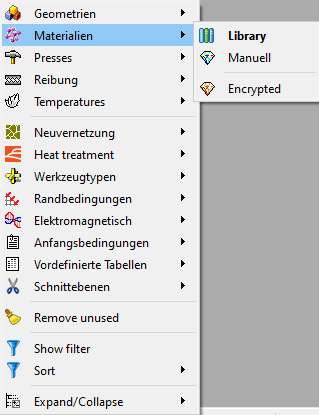 Geometrien
Materialien
Presses
Reibung
Temperatures
Neuvernetzung
Heat treatment
Werkzeugtypen
Randbedingungen
Elektromagnetisch
Anfangsbedingungen
Vordefinierte Tabellen
Schnittebenen
Remove unused
Show filter
Sort
Expand/Collapse
Library
Manuell
Encrypted